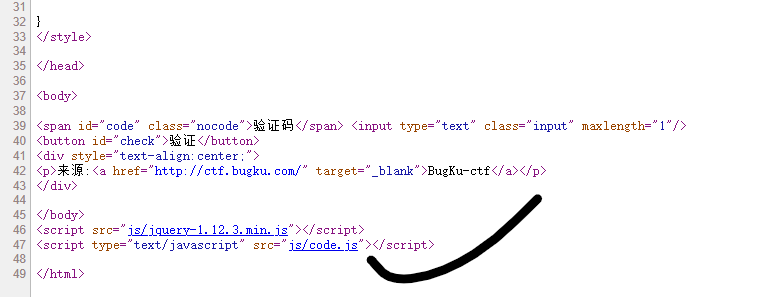 31
32 }
33 </style>
34
35 </head>
36
37 <body>
38
39 <span id="code" class="nocode">验证码</span> <input type="text" class="input" maxlength="1"/>
40 <button id="check">验证</button>
41 <div style="text-align:center;">
42 <p>来源:<a href="http://ctf.bugku.com/" target="_blank">BugKu-ctf</a></p>
43 </div>
44
45 </body>
46 <script src="js/jquery-1.12.3.min.js"></script>
47 <script type="text/javascript" src="js/code.js"></script>
48
49 </html>